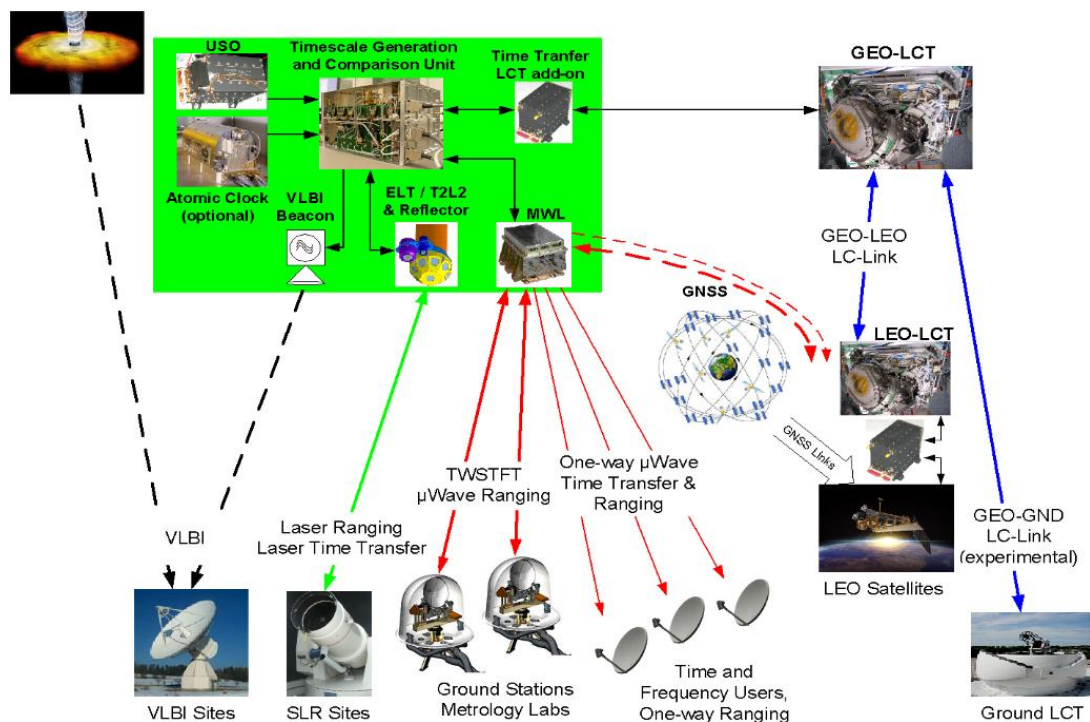 USO
Timescale Generation
and Comparison Unit
Time Tranfer
LCT add-on
GEO-LCT
Atomic Clock
(optional)
VLBI
Beacon
ELT / T2L2
& Reflector
MWL
GEO-LEO
LC-Link
GNSS
LEO-LCT
GNSS Links
TWSTFT
µWave Ranging
One-way µWave
Time Transfer &
Ranging
Laser Ranging
Laser Time Transfer
VLBI
GEO-GND
LC-Link
(experimental)
LEO Satellites
VLBI Sites
SLR Sites
Ground Stations
Metrology Labs
Time and
Frequency Users,
One-way Ranging
Ground LCT